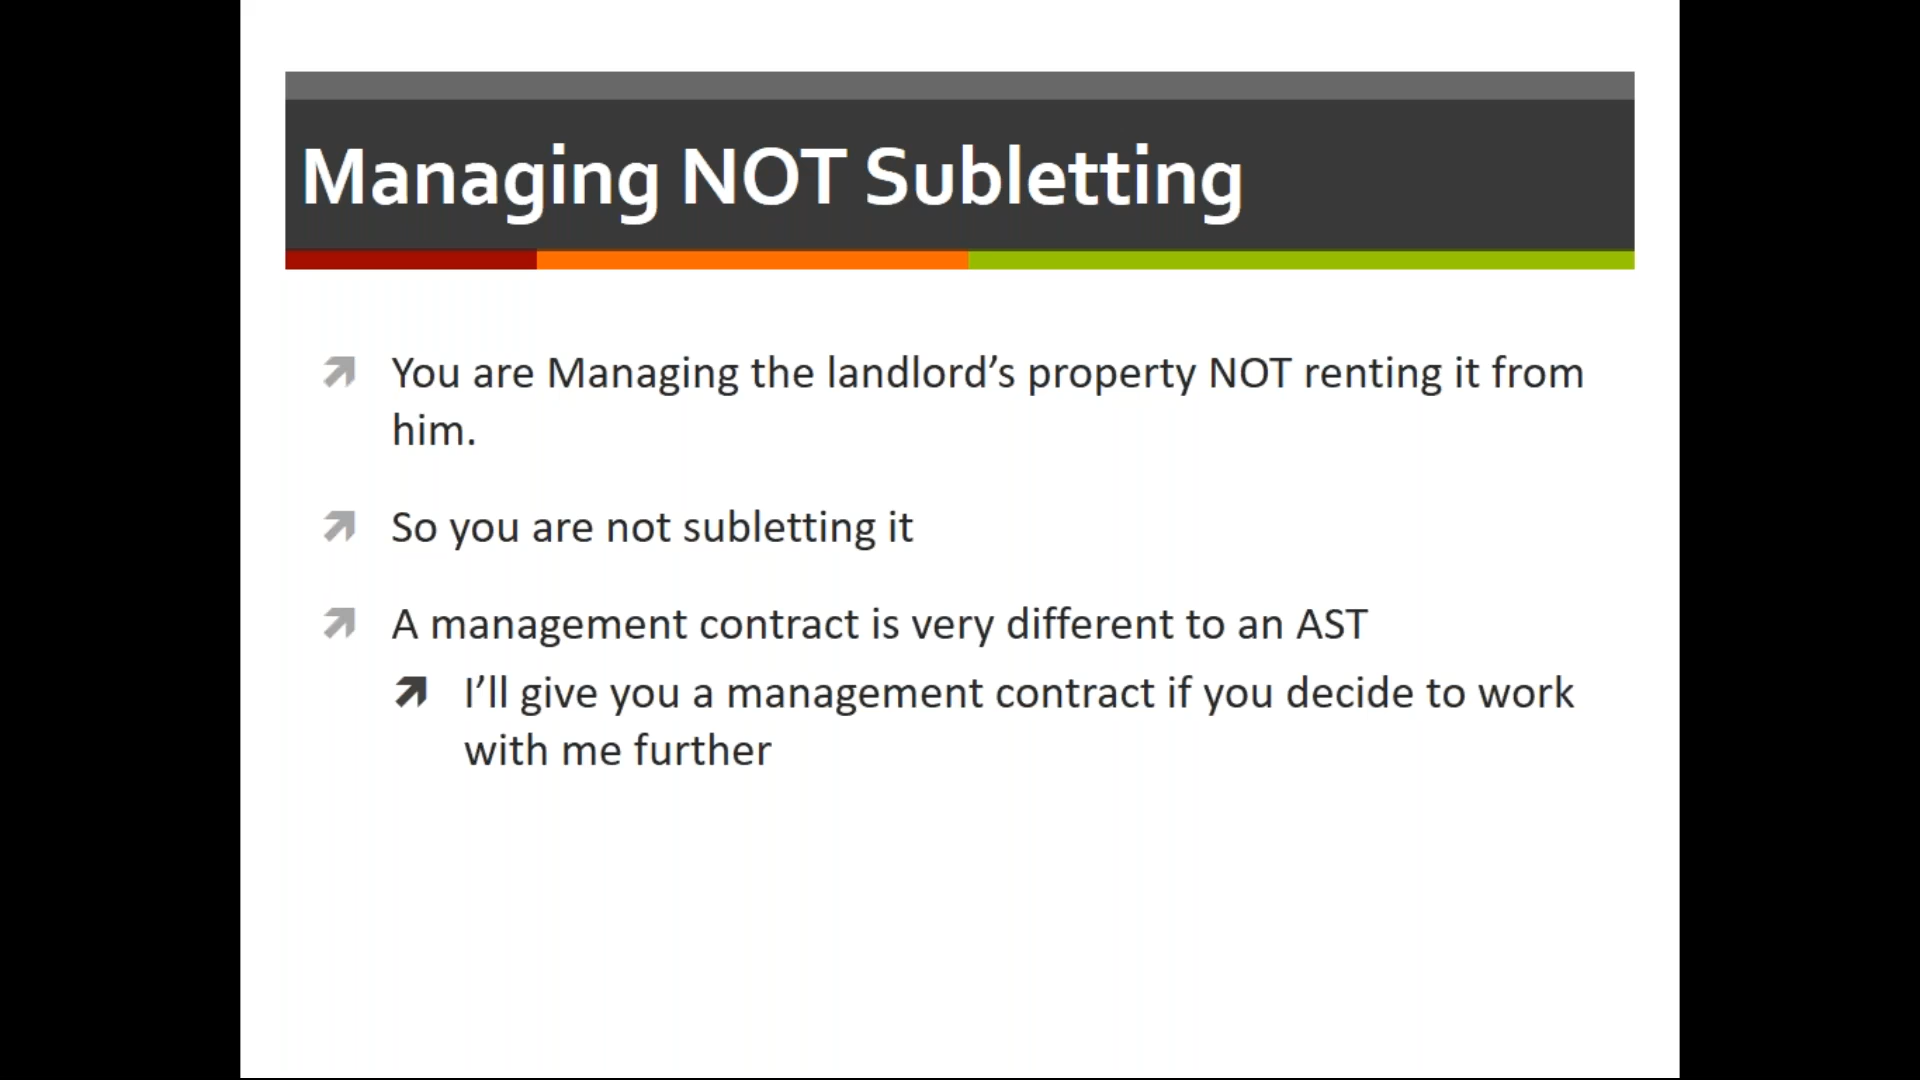 Managing NOT Subletting
You are Managing the landlord’s property NOT renting it from
him.
So you are not subletting it
A management contract is very different to an AST
I’ll give you a management contract if you decide to work
with me further